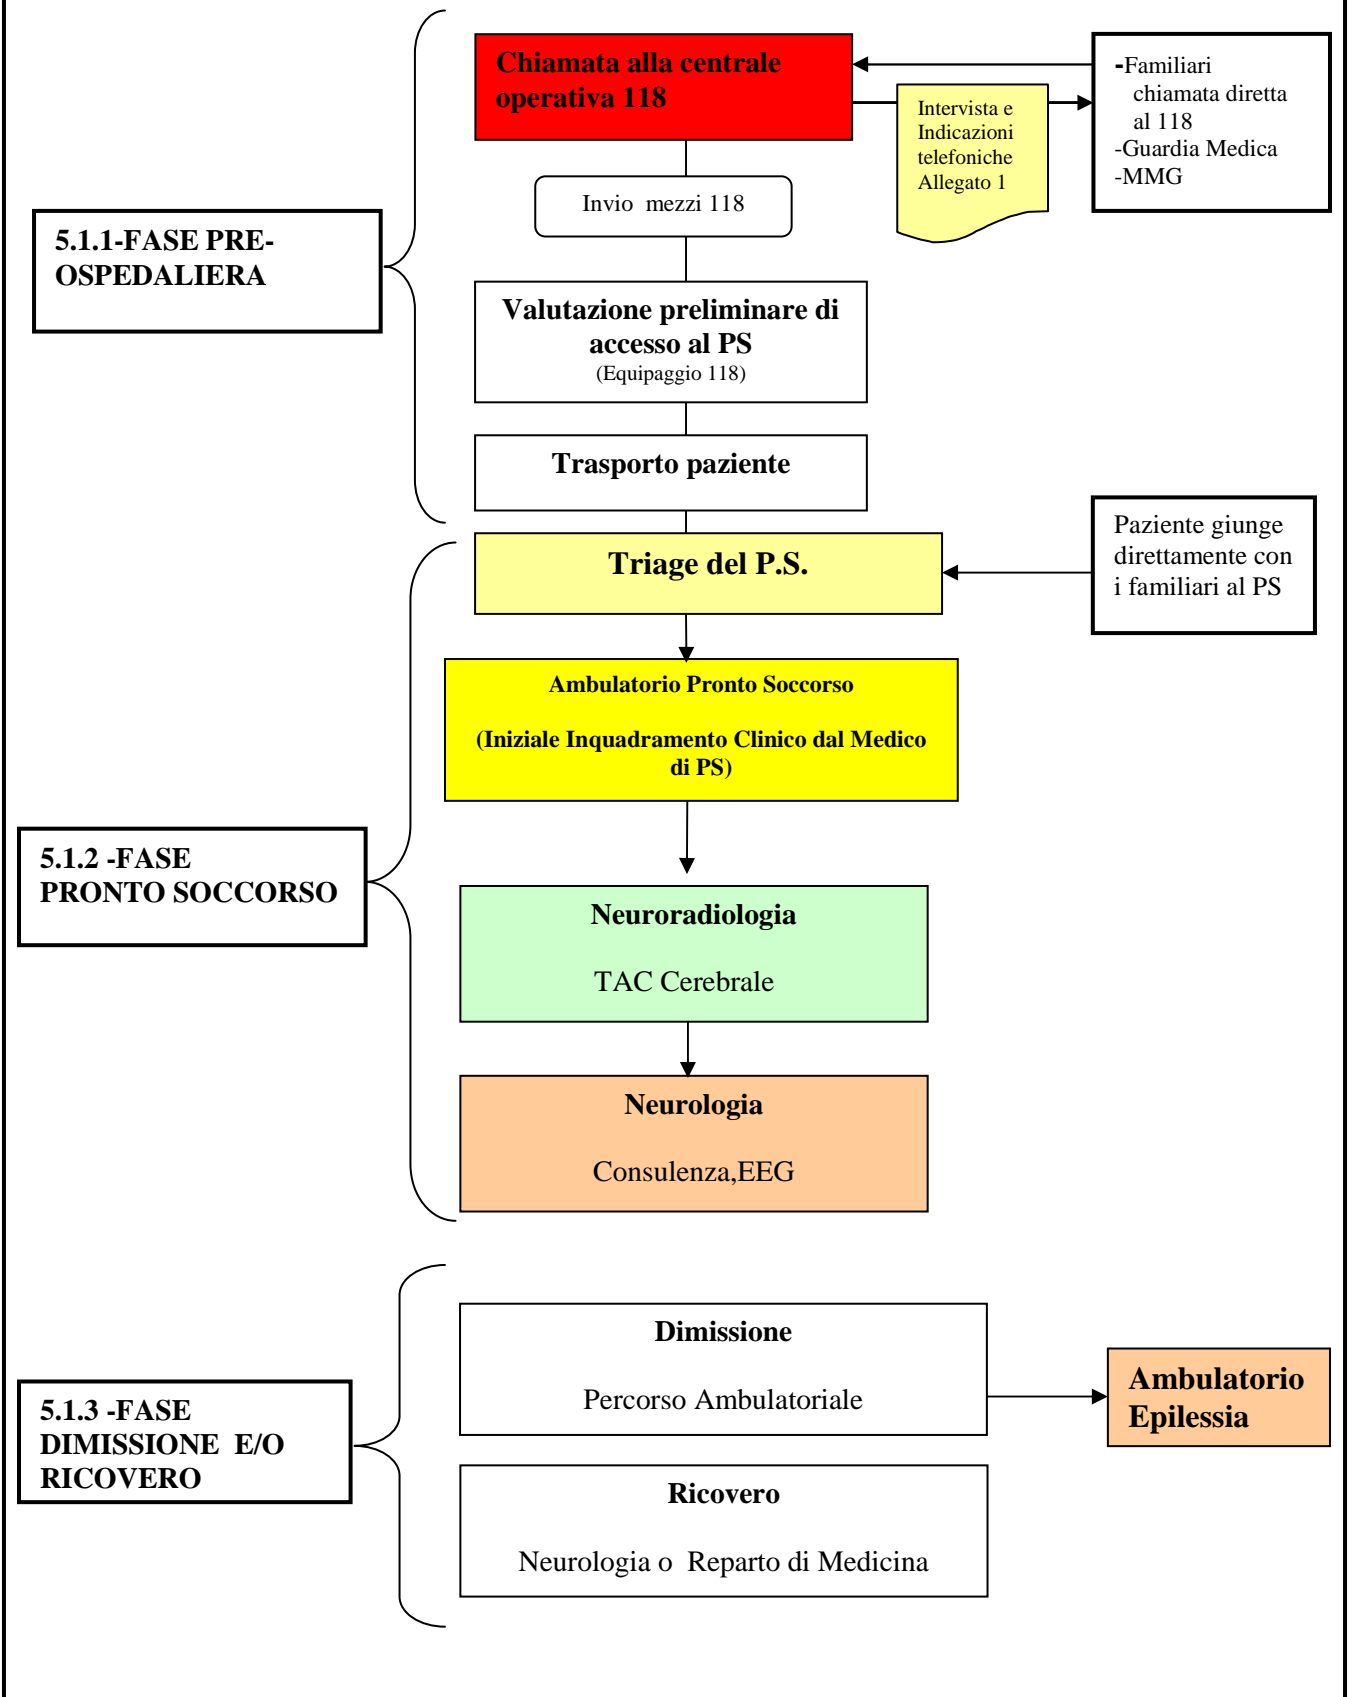 Chiamata alla centrale
operativa 118
-Familiari
chiamata diretta
al 118
-Guardia Medica
-MMG
Intervista e
Indicazioni
telefoniche
Allegato 1
Invio  mezzi 118
5.1.1-FASE PRE-
OSPEDALIERA
Valutazione preliminare di
accesso al PS
(Equipaggio 118)
Trasporto paziente
Paziente giunge
direttamente con
i familiari al PS
Triage del P.S.
Ambulatorio Pronto Soccorso
(Iniziale Inquadramento Clinico dal Medico
di PS)
5.1.2 -FASE
PRONTO SOCCORSO
Neuroradiologia
TAC Cerebrale
Neurologia
Consulenza,EEG
Dimissione
Percorso Ambulatoriale
Ambulatorio
Epilessia
5.1.3 -FASE
DIMISSIONE  E/O
RICOVERO
Ricovero
Neurologia o  Reparto di Medicina